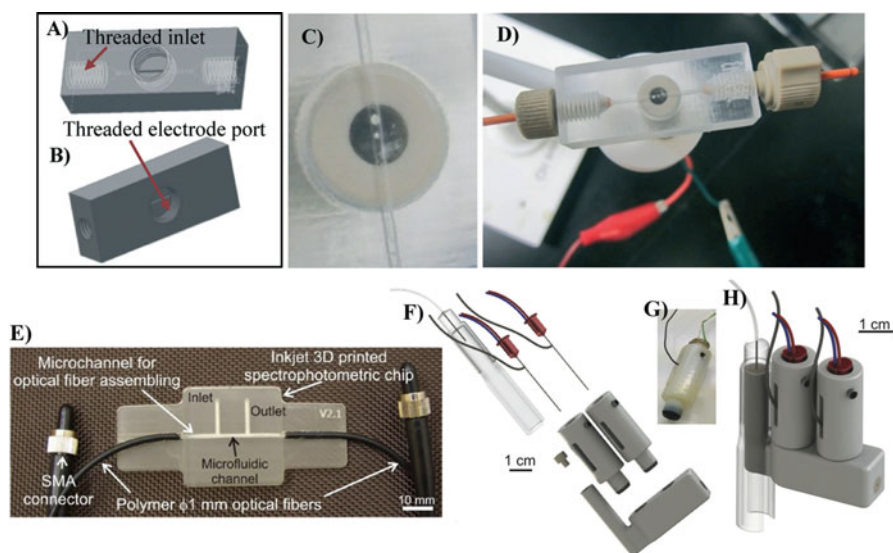 A)
Threaded inlet
Threaded electrode port
B)
C)
D)
E)
Microchannel for
optical fiber assembling
Inkjet 3D printed
spectrophotometric chip
Inlet
Outlet
V2.1
Microfluidic
channel
SMA
connector
Polymer ϕ1 mm optical fibers
10 mm
F)
1 cm
G)
H)
1 cm